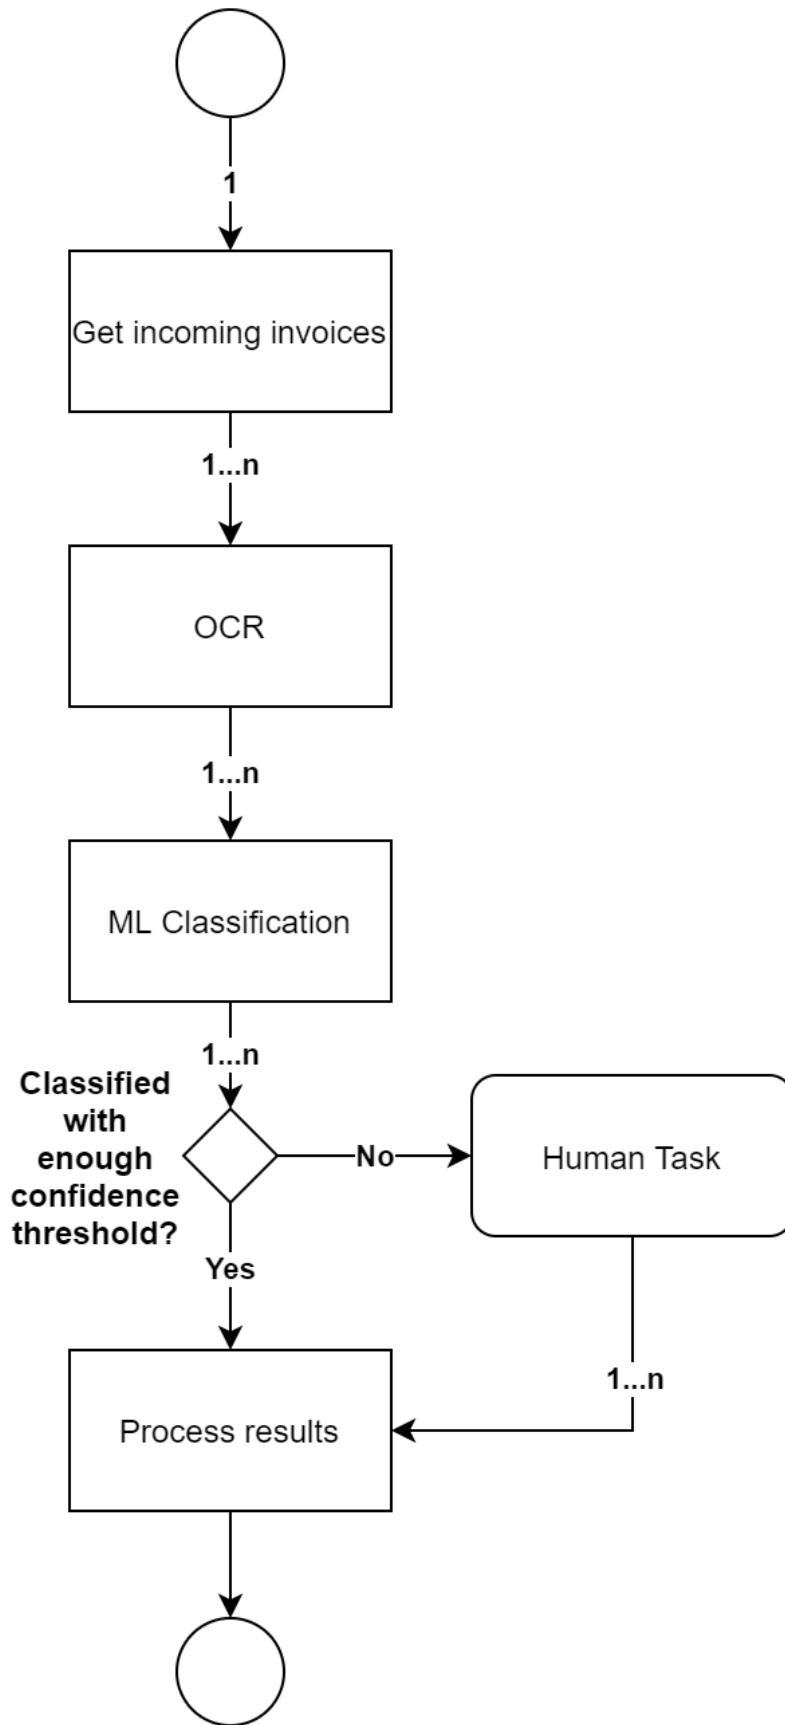 1
Get incoming invoices
1...n
OCR
1...n
ML Classification
1...n
Classified
with
enough
confidence
threshold?
No
Human Task
Yes
1...n
Process results